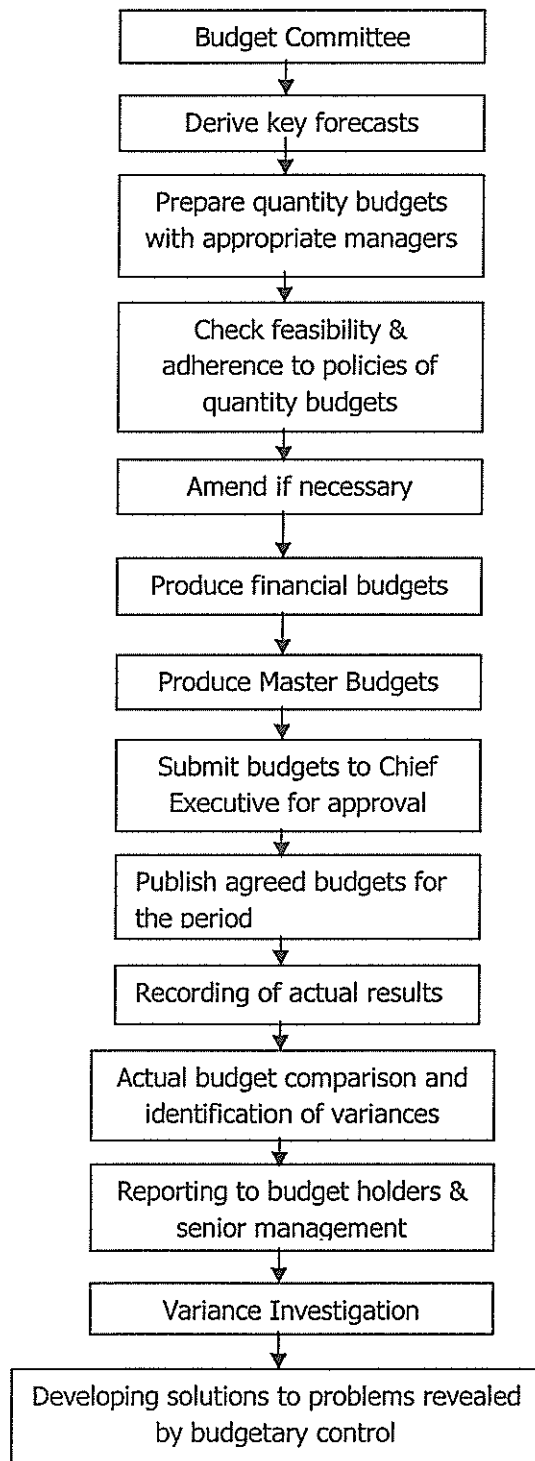 Budget Committee
Derive key forecasts
Prepare quantity budgets
with appropriate managers
Check feasibility &
adherence to policies of
quantity budgets
Amend if necessary
Produce financial budgets
Produce Master Budgets
Submit budgets to Chief
Executive for approval
Publish agreed budgets for
the period
Recording of actual results
Actual budget comparison and
identification of variances
Reporting to budget holders &
senior management
Variance Investigation
Developing solutions to problems revealed
by budgetary control